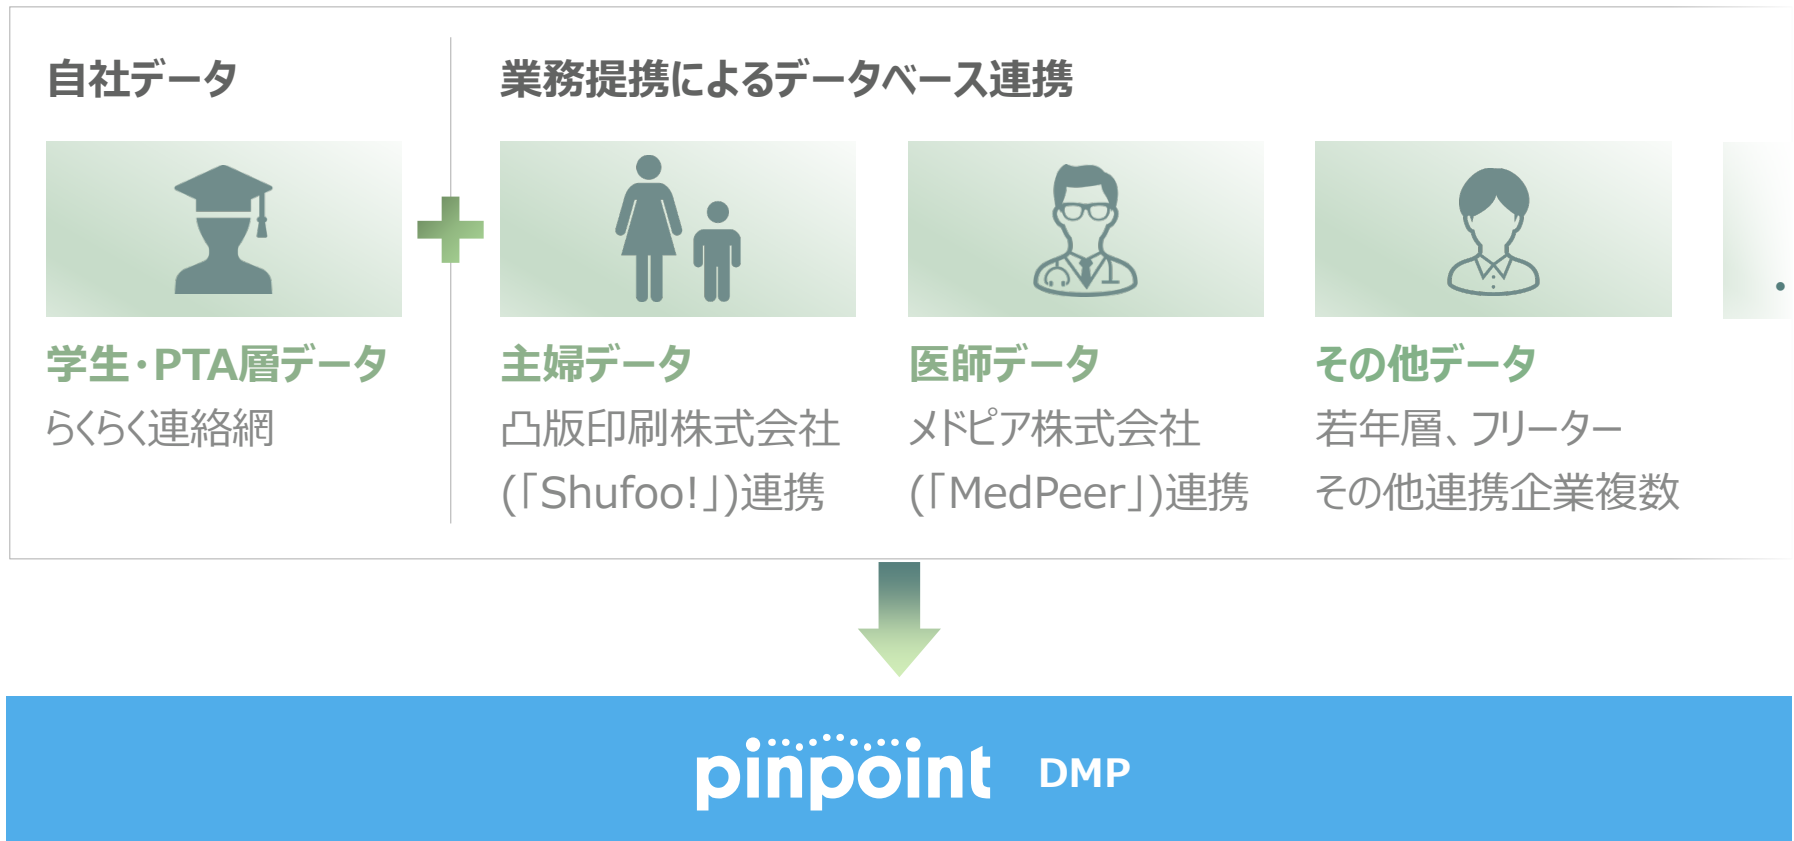 自社データ
業務提携によるデータベース連携
学生・PTA層データ
らくらく連絡網
主婦データ
凸版印刷株式会社
(「Shufoo!」)連携
医師データ
メドピア株式会社
(「MedPeer」)連携
その他データ
若年層、フリーター
その他連携企業複数
pinpoint DMP